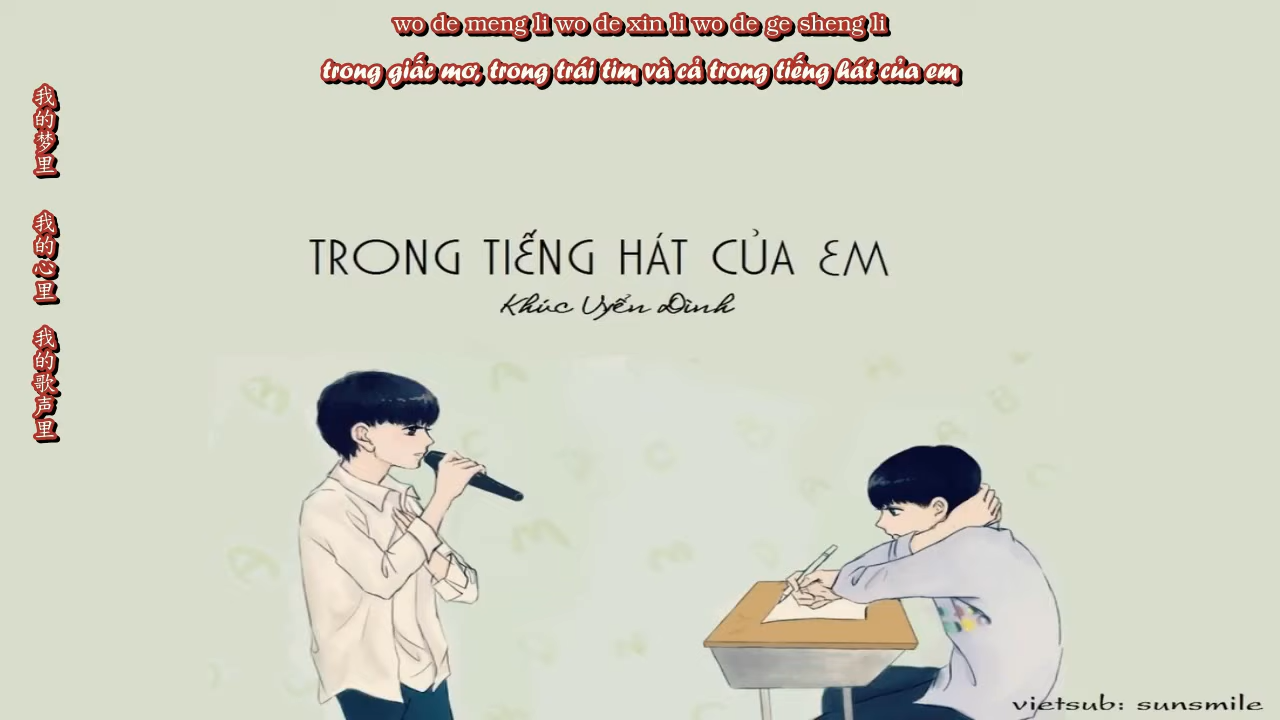 wo de meng li wo de xin li wo de ge sheng li
trong giấc mơ, trong trái tim và cả trong tiếng hát của em
我的梦里 我的心里 我的歌声里
TRONG TIẾNG HÁT CỦA EM
Khúc Uyển Đình
vietsub: sunsmile